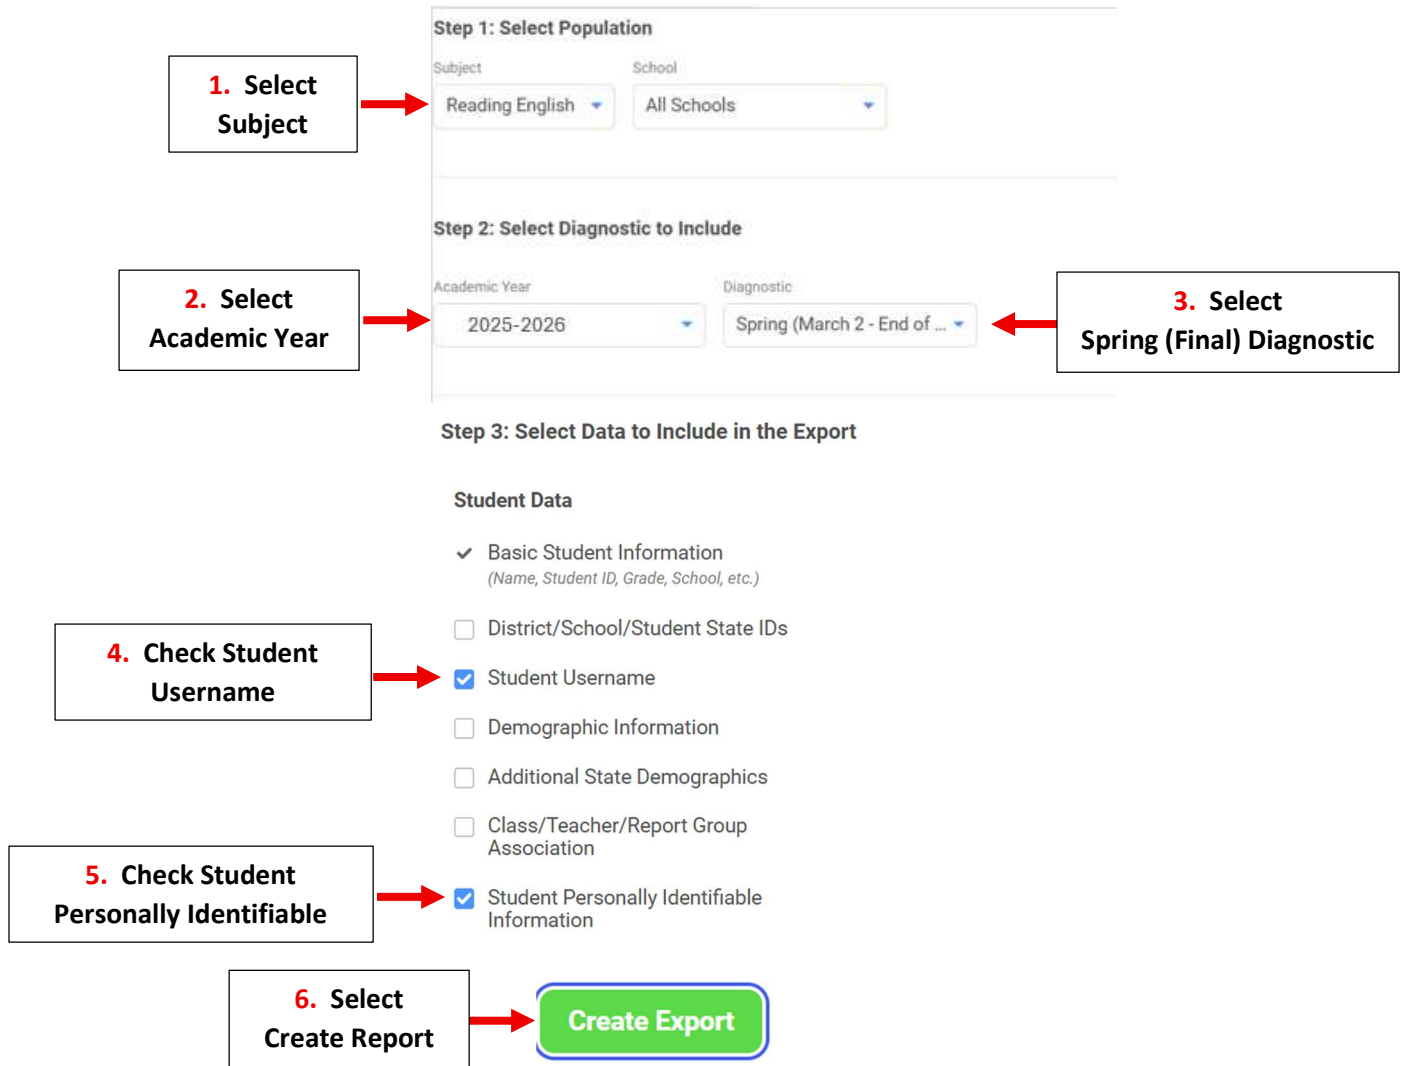 Step 1: Select Population
Subject
School
1. Select
Subject
Reading English
All Schools
Step 2: Select Diagnostic to Include
2. Select
Academic Year
Academic Year
Diagnostic
2025-2026
Spring (March 2 - End of ...
3. Select
Spring (Final) Diagnostic
Step 3: Select Data to Include in the Export
Student Data
Basic Student Information
(Name, Student ID, Grade, School, etc.)
District/School/Student State IDs
4. Check Student
Username
Student Username
Demographic Information
Additional State Demographics
Class/Teacher/Report Group
Association
5. Check Student
Personally Identifiable
Student Personally Identifiable
Information
6. Select
Create Report
Create Export